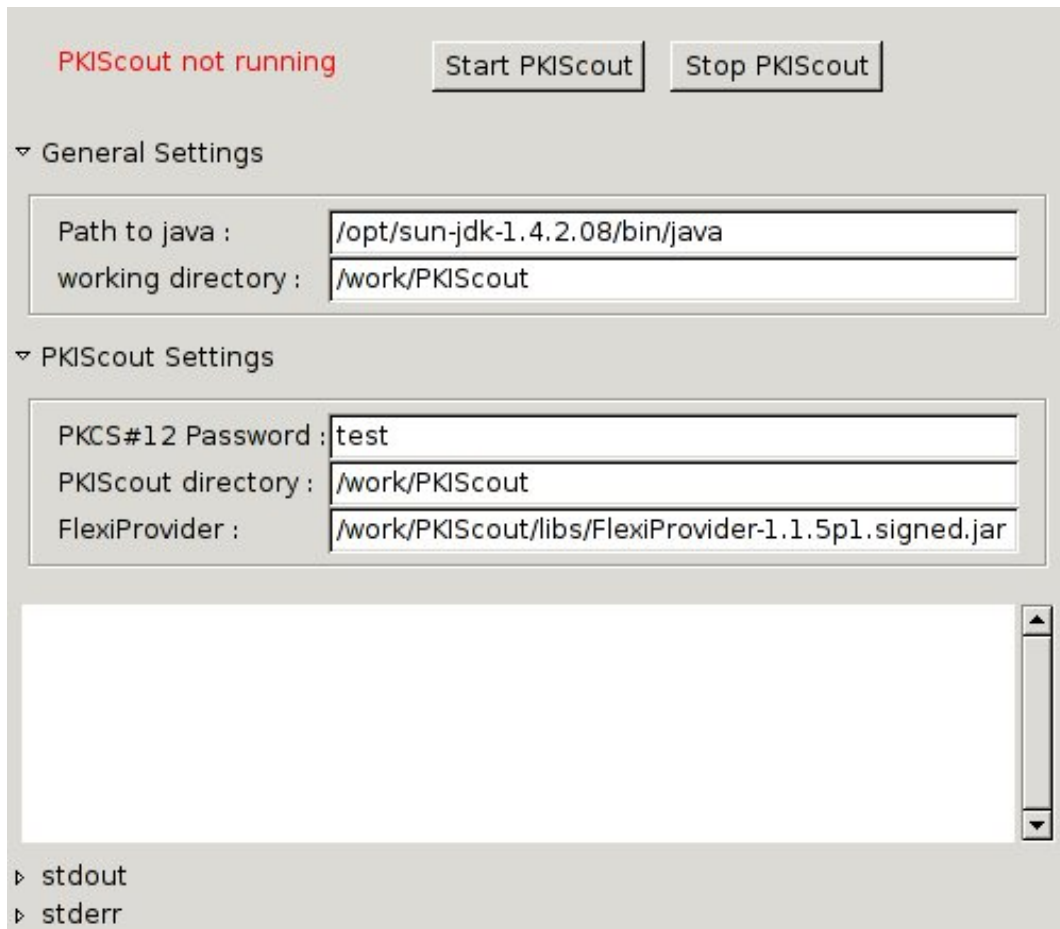 PKIScout not running Start PKIScout Stop PKIScout
General Settings
Path to java : /opt/sun-jdk-1.4.2.08/bin/java
working directory : /work/PKIScout
PKIScout Settings
PKCS#12 Password : test
PKIScout directory : /work/PKIScout
FlexiProvider : /work/PKIScout/libs/FlexiProvider-1.1.5p1.signed.jar
stdout
stderr